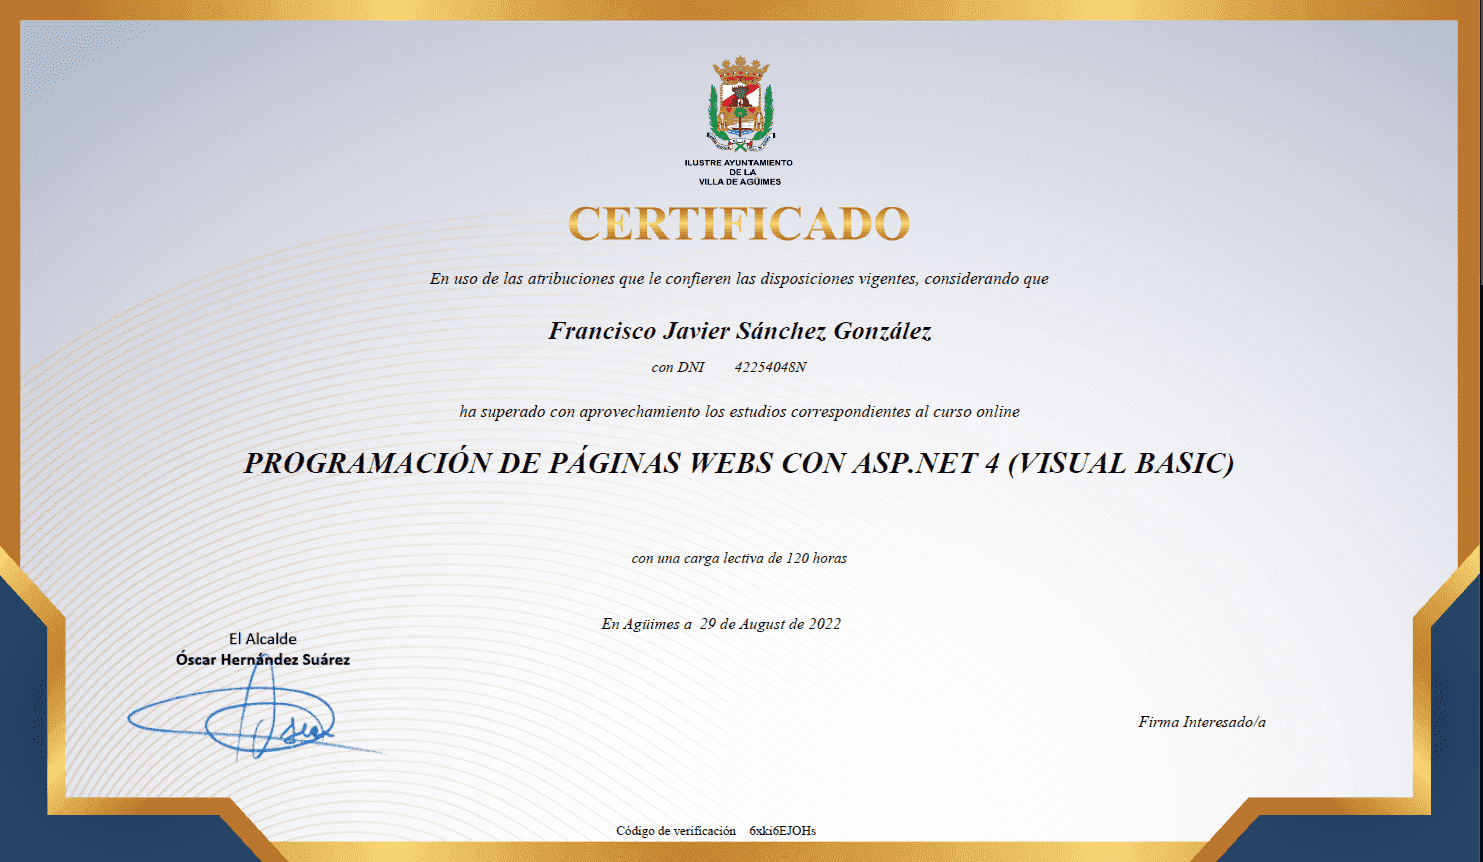 ILUSTRE AYUNTAMIENTO
DE LA
VILLA DE AGÜIMES
CERTIFICADO
En uso de las atribuciones que le confieren las disposiciones vigentes, considerando que
Francisco Javier Sánchez González
con DNI 42254048N
ha superado con aprovechamiento los estudios correspondientes al curso online
PROGRAMACIÓN DE PÁGINAS WEBS CON ASP.NET 4 (VISUAL BASIC)
con una carga lectiva de 120 horas
En Agüimes a 29 de August de 2022
El Alcalde
Óscar Hernández Suárez
Firma Interesado/a
Código de verificación 6xki6EJOHs